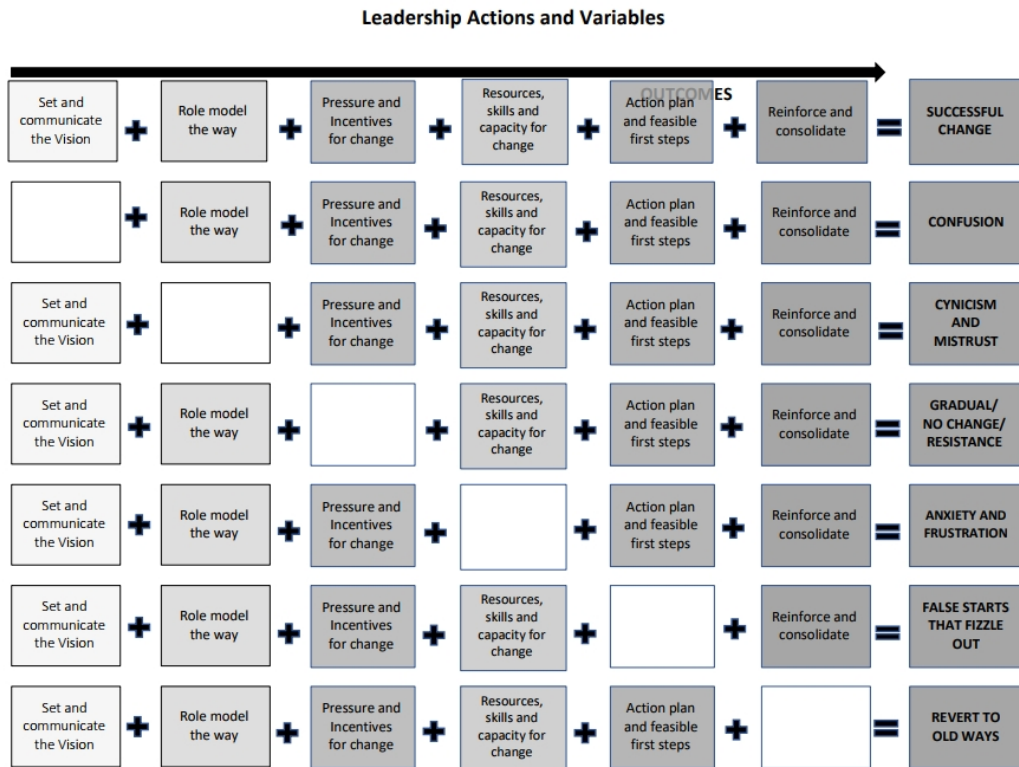 Leadership Actions and Variables
OUTCOMES
Set and
communicate
the Vision
Role model
the way
Pressure and
Incentives
for change
Resources,
skills and
capacity for
change
Action plan
and feasible
first steps
Reinforce and
consolidate
SUCCESSFUL
CHANGE
Role model
the way
Pressure and
Incentives
for change
Resources,
skills and
capacity for
change
Action plan
and feasible
first steps
Reinforce and
consolidate
CONFUSION
Set and
communicate
the Vision
Pressure and
Incentives
for change
Resources,
skills and
capacity for
change
Action plan
and feasible
first steps
Reinforce and
consolidate
CYNICISM
AND
MISTRUST
Set and
communicate
the Vision
Role model
the way
Resources,
skills and
capacity for
change
Action plan
and feasible
first steps
Reinforce and
consolidate
GRADUAL/
NO CHANGE/
RESISTANCE
Set and
communicate
the Vision
Role model
the way
Pressure and
Incentives
for change
Action plan
and feasible
first steps
Reinforce and
consolidate
ANXIETY AND
FRUSTRATION
Set and
communicate
the Vision
Role model
the way
Pressure and
Incentives
for change
Resources,
skills and
capacity for
change
Reinforce and
consolidate
FALSE STARTS
THAT FIZZLE
OUT
Set and
communicate
the Vision
Role model
the way
Pressure and
Incentives
for change
Resources,
skills and
capacity for
change
Action plan
and feasible
first steps
REVERT TO
OLD WAYS